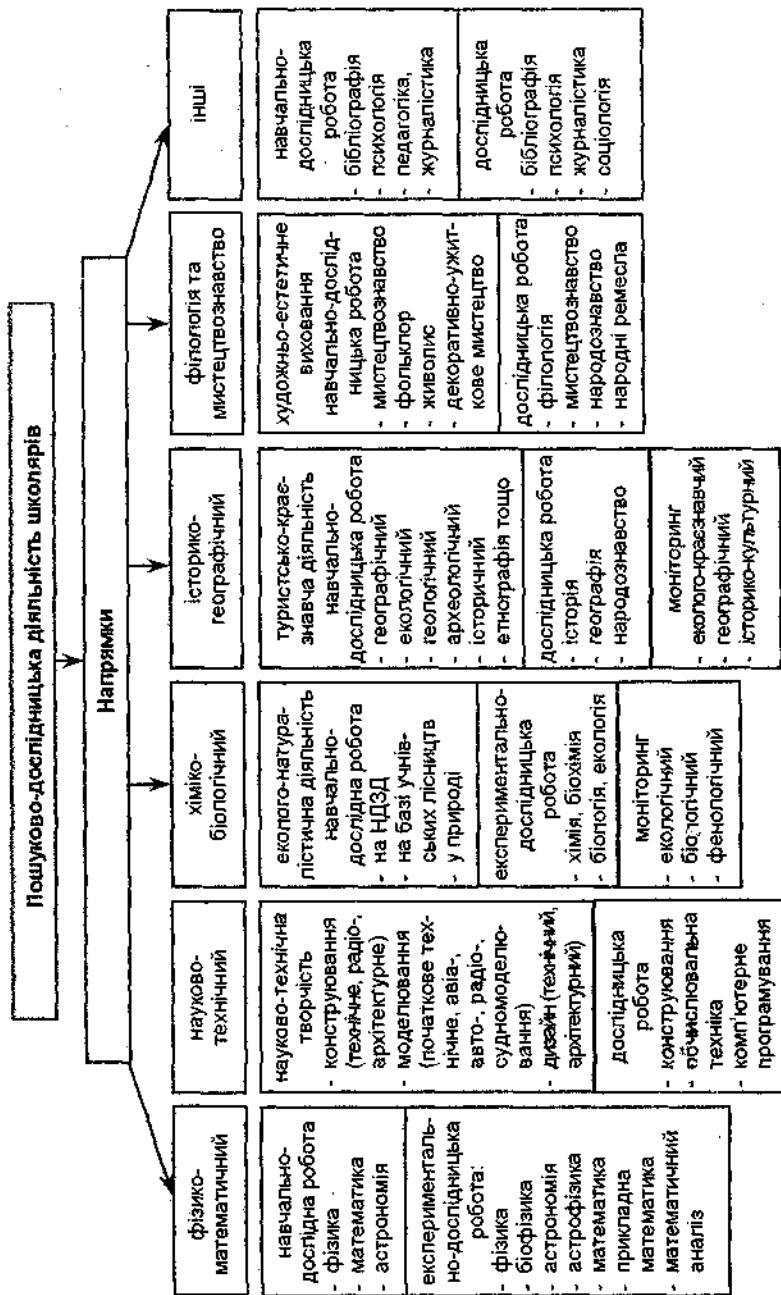 Пошуково-дослідницька діяльність школярів
Напрямки
фізико-
математичний
навчально-
дослідна робота
- фізика
- математика
- астрономія
експеримента­ль-
но-дослідницька
робота:
- фізика
- біофізика
- астрономія
- астрофізика
- математика
- прикладна
математика
- математичний
аналіз
науково-
технічний
науково-технічна
творчість
- конструювання
(технічне, радіо-,
архітектурне)
- моделювання
(початкове тех-
нічне, авіа-,
авто-, радіо-,
судномоделю-
вання)
- дизайн (технічний,
архітектурний)
дослідницька
робота
- конструювання
- обчислювальна
техніка
- комп'ютерне
програмування
хіміко-
біологічний
еколого-натура-
лістична діяльність
навчально-
дослідна робота
- на НДЗД
- на базі учнів-
ських лісництв
- у природі
експериментально-
дослідницька
робота
- хімія, біохімія
- біологія, екологія
моніторинг
- екологічний
- біологічний
- фенологічний
історико-
географічний
туристсько-крає-
знавча діяльність
навчально-
дослідницька робота
- географічний
- екологічний
- геологічний
- археологічний
- історичний
- етнографія тощо
дослідницька робота
- історія
- географія
- народознавство
моніторинг
- еколого-краєзнавчий
- географічний
- історико-культурний
філологія та
мистецтвознавство
художньо-естетичне
виховання
навчально-дослід-
ницька робота
- мистецтвознавство
- фольклор
- живопис
- декоративно-ужит-
кове мистецтво
дослідницька робота
- філологія
- мистецтвознавство
- народознавство
- народні ремесла
інші
навчально-
дослідницька
робота
- бібліографія
- психологія
- педагогіка,
- журналістика
дослідницька
робота
- бібліографія
- психологія
- журналістика
- соціологія